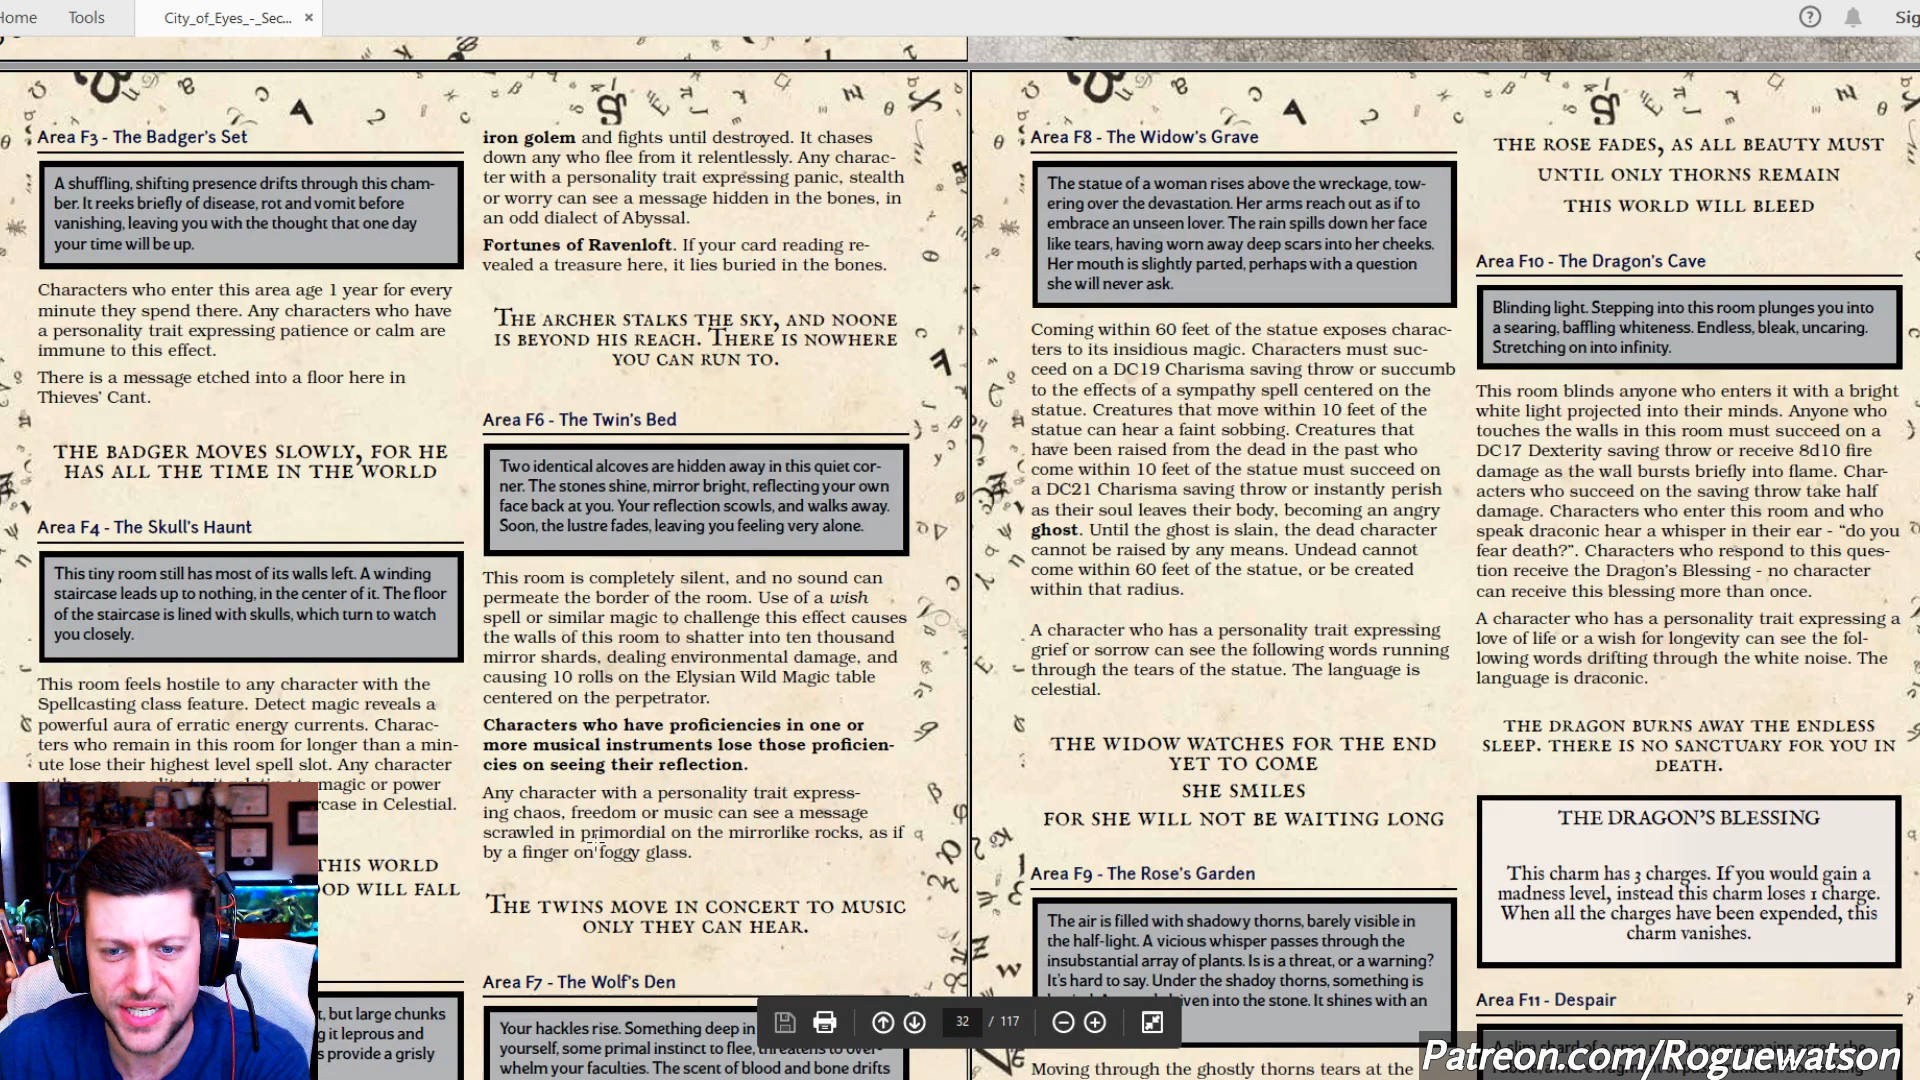 Home
Tools
City_of_Eyes_-_Sec...
×
?
Area F3 - The Badger's Set
A shuffling, shifting presence drifts through this cham-
ber. It reeks briefly of disease, rot and vomit before
vanishing, leaving you with the thought that one day
your time will be up.
Characters who enter this area age 1 year for every
minute they spend there. Any characters who have
a personality trait expressing patience or calm are
immune to this effect.
There is a message etched into a floor here in
Thieves' Cant.
THE BADGER MOVES SLOWLY, FOR HE
HAS ALL THE TIME IN THE WORLD
Area F4 - The Skull's Haunt
This tiny room still has most of its walls left. A winding
staircase leads up to nothing, in the center of it. The floor
of the staircase is lined with skulls, which turn to watch
you closely.
This room feels hostile to any character with the
Spellcasting class feature. Detect magic reveals a
powerful aura of erratic energy currents. Charac-
ters who remain in this room for longer than a min-
ute lose their highest level spell slot. Any character
magic or power
rcase in Celestial.
THIS WORLD
OOD WILL FALL
t, but large chunks
g it leprous and
s provide a grisly
iron golem and fights until destroyed. It chases
down any who flee from it relentlessly. Any charac-
ter with a personality trait expressing panic, stealth
or worry can see a message hidden in the bones, in
an odd dialect of Abyssal.
Fortunes of Ravenloft. If your card reading re-
vealed a treasure here, it lies buried in the bones.
THE ARCHER STALKS THE SKY, AND NOONE
IS BEYOND HIS REACH. THERE IS NOWHERE
YOU CAN RUN TO.
Area F6 - The Twin's Bed
Two identical alcoves are hidden away in this quiet cor-
ner. The stones shine, mirror bright, reflecting your own
face back at you. Your reflection scowls, and walks away.
Soon, the lustre fades, leaving you feeling very alone.
This room is completely silent, and no sound can
permeate the border of the room. Use of a wish
spell or similar magic to challenge this effect causes
the walls of this room to shatter into ten thousand
mirror shards, dealing environmental damage, and
causing 10 rolls on the Elysian Wild Magic table
centered on the perpetrator.
Characters who have proficiencies in one or
more musical instruments lose those proficien-
cies on seeing their reflection.
Any character with a personality trait express-
ing chaos, freedom or music can see a message
scrawled in primordial on the mirrorlike rocks, as if
by a finger on foggy glass.
THE TWINS MOVE IN CONCERT TO MUSIC
ONLY THEY CAN HEAR.
Area F7 - The Wolf's Den
Your hackles rise. Something deep in
yourself, some primal instinct to flee, threatens to over-
whelm your faculties. The scent of blood and bone drifts
Area F8 - The Widow's Grave
The statue of a woman rises above the wreckage, tow-
ering over the devastation. Her arms reach out as if to
embrace an unseen lover. The rain spills down her face
like tears, having worn away deep scars into her cheeks.
Her mouth is slightly parted, perhaps with a question
she will never ask.
Coming within 60 feet of the statue exposes charac-
ters to its insidious magic. Characters must suc-
ceed on a DC19 Charisma saving throw or succumb
to the effects of a sympathy spell centered on the
statue. Creatures that move within 10 feet of the
statue can hear a faint sobbing. Creatures that
have been raised from the dead in the past who
come within 10 feet of the statue must succeed on
a DC21 Charisma saving throw or instantly perish
as their soul leaves their body, becoming an angry
ghost. Until the ghost is slain, the dead character
cannot be raised by any means. Undead cannot
come within 60 feet of the statue, or be created
within that radius.
A character who has a personality trait expressing
grief or sorrow can see the following words running
through the tears of the statue. The language is
celestial.
THE WIDOW WATCHES FOR THE END
YET TO COME
SHE SMILES
FOR SHE WILL NOT BE WAITING LONG
Area F9 - The Rose's Garden
The air is filled with shadowy thorns, barely visible in
the half-light. A vicious whisper passes through the
insubstantial array of plants. Is is a threat, or a warning?
It's hard to say. Under the shadoy thorns, something is
iven into the stone. It shines with an
Moving through the ghostly thorns tears at the
THE ROSE FADES, AS ALL BEAUTY MUST
UNTIL ONLY THORNS REMAIN
THIS WORLD WILL BLEED
Area F10 - The Dragon's Cave
Blinding light. Stepping into this room plunges you into
a searing, baffling whiteness. Endless, bleak, uncaring.
Stretching on into infinity.
This room blinds anyone who enters it with a bright
white light projected into their minds. Anyone who
touches the walls in this room must succeed on a
DC17 Dexterity saving throw or receive 8d10 fire
damage as the wall bursts briefly into flame. Char-
acters who succeed on the saving throw take half
damage. Characters who enter this room and who
speak draconic hear a whisper in their ear - “do you
fear death?”. Characters who respond to this ques-
tion receive the Dragon's Blessing - no character
can receive this blessing more than once.
A character who has a personality trait expressing a
love of life or a wish for longevity can see the fol-
lowing words drifting through the white noise. The
language is draconic.
THE DRAGON BURNS AWAY THE ENDLESS
SLEEP. THERE IS NO SANCTUARY FOR YOU IN
DEATH.
THE DRAGON'S BLESSING
This charm has 3 charges. If you would gain a
madness level, instead this charm loses 1 charge.
When all the charges have been expended, this
charm vanishes.
Area F11 - Despair
32 / 117
Patreon.com/Roguewatson